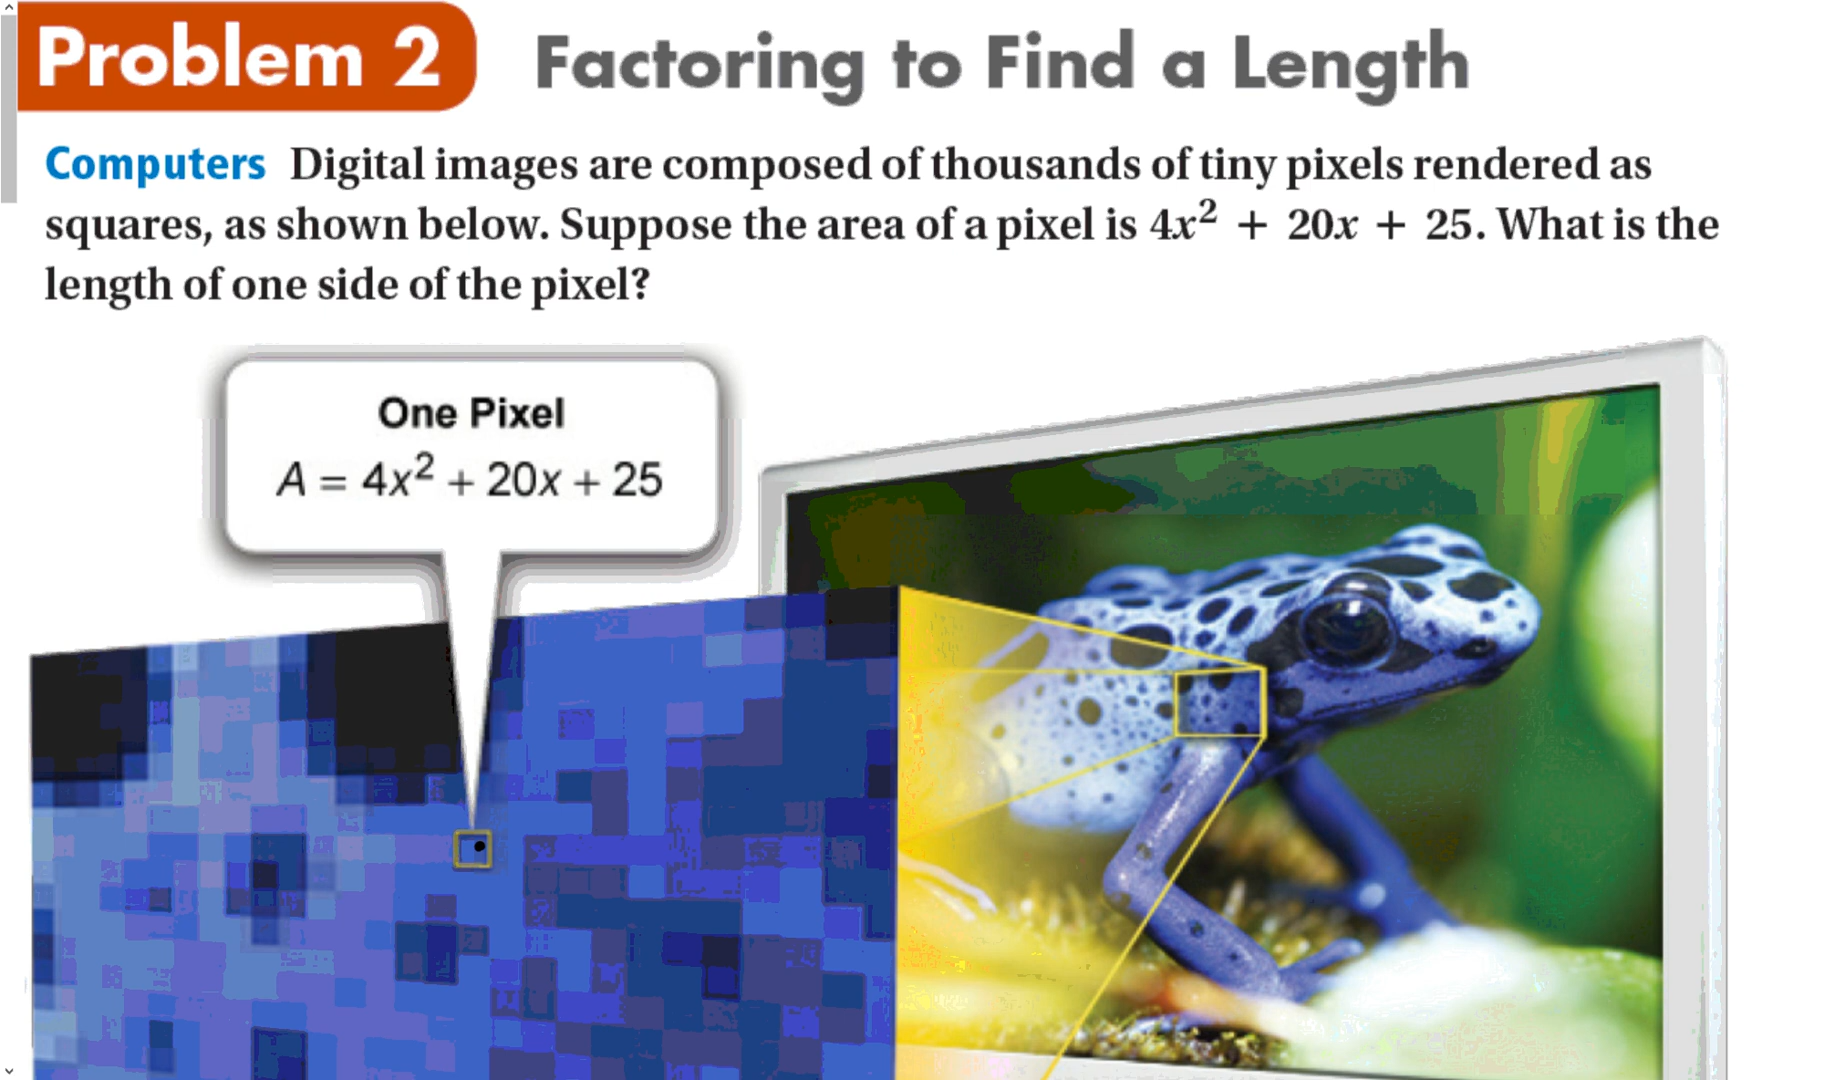 Problem 2 Factoring to Find a Length
Computers Digital images are composed of thousands of tiny pixels rendered as
squares, as shown below. Suppose the area of a pixel is 4x² + 20x + 25. What is the
length of one side of the pixel?
One Pixel
A = 4x² + 20x + 25